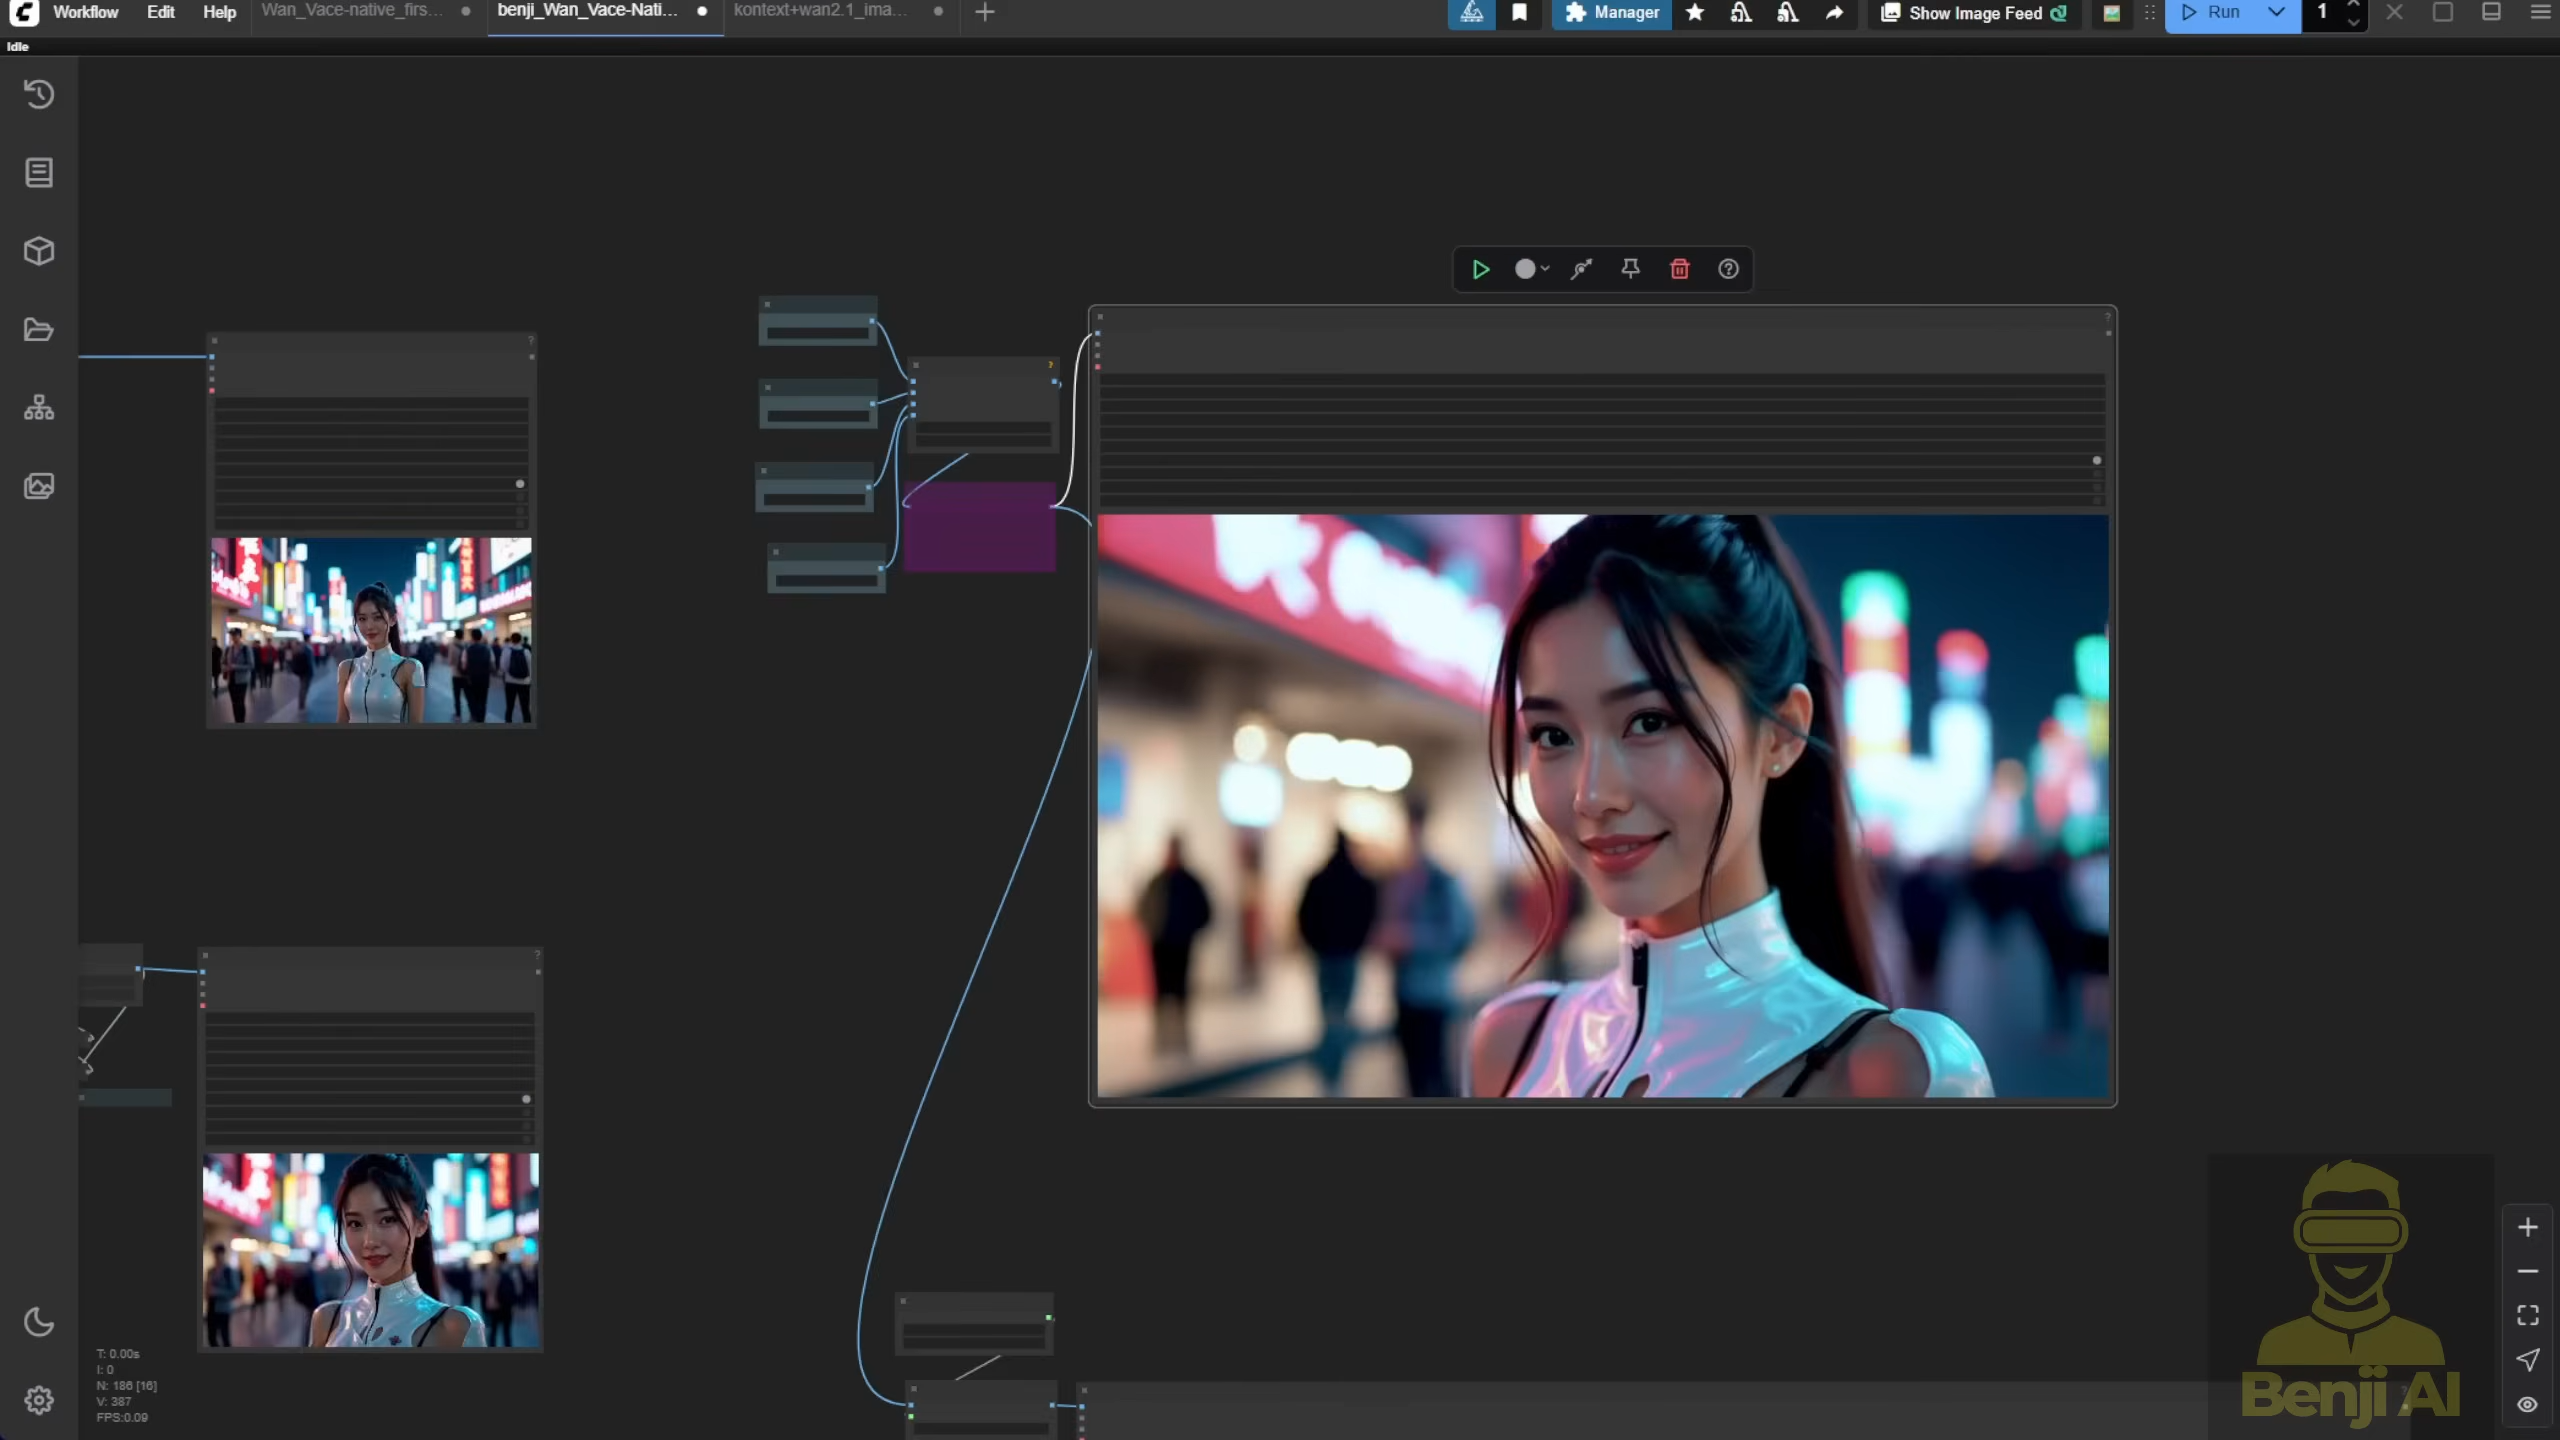 Workflow Edit Help Wan_Vace-native_firs... benji_Wan_Vace-Nati... kontext+wan2.1_ima... Manager Show Image Feed Run 1
Idle
T: 0.00s
I: 0
N: 186 [16]
V: 387
FPS:0.09
Benji AI